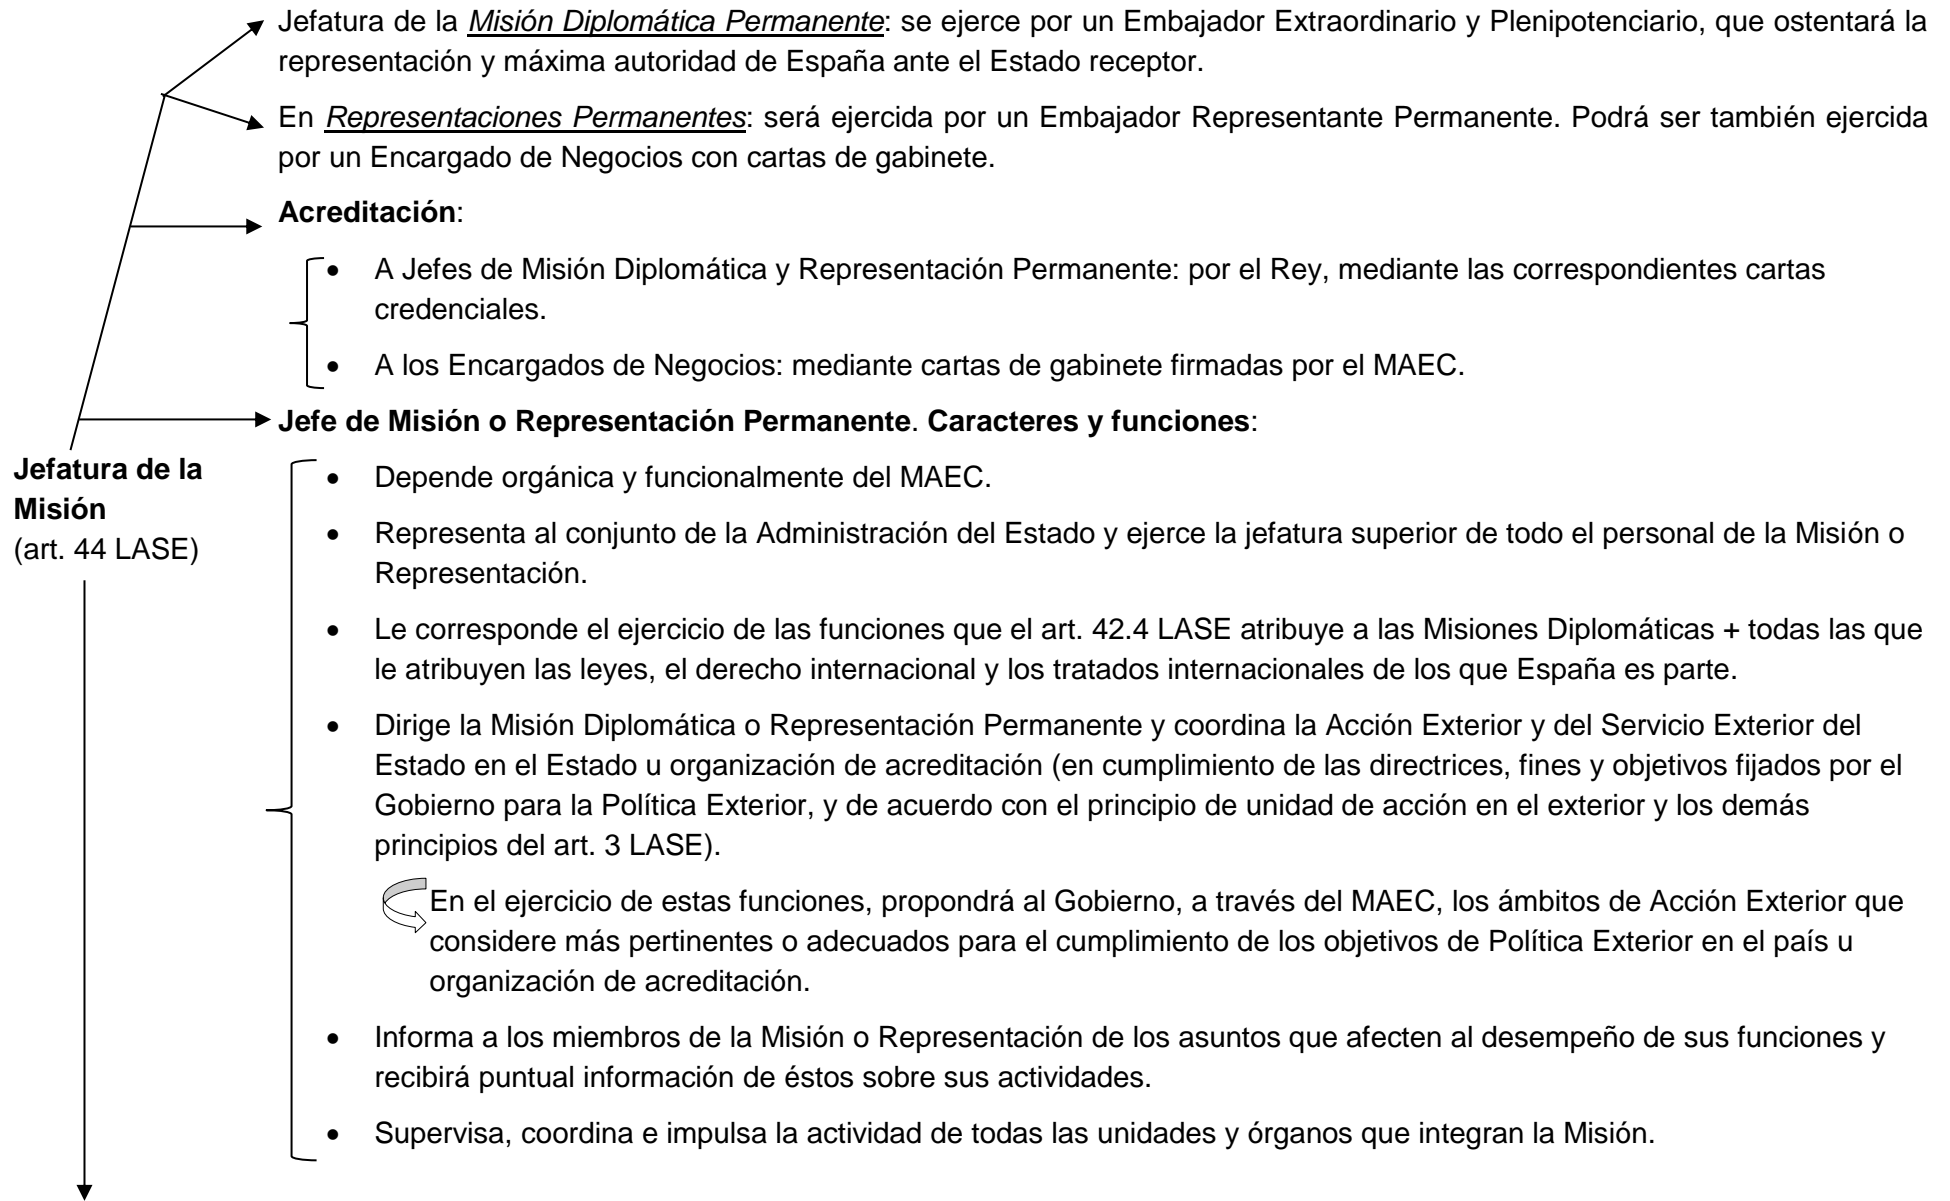 Jefatura de la Misión Diplomática Permanente: se ejerce por un Embajador Extraordinario y Plenipotenciario, que ostentará la
representación y máxima autoridad de España ante el Estado receptor.
En Representaciones Permanentes: será ejercida por un Embajador Representante Permanente. Podrá ser también ejercida
por un Encargado de Negocios con cartas de gabinete.
Acreditación:
• A Jefes de Misión Diplomática y Representación Permanente: por el Rey, mediante las correspondientes cartas
credenciales.
• A los Encargados de Negocios: mediante cartas de gabinete firmadas por el MAEC.
Jefe de Misión o Representación Permanente. Caracteres y funciones:
Jefatura de la
Misión
(art. 44 LASE)
• Depende orgánica y funcionalmente del MAEC.
• Representa al conjunto de la Administración del Estado y ejerce la jefatura superior de todo el personal de la Misión o
Representación.
• Le corresponde el ejercicio de las funciones que el art. 42.4 LASE atribuye a las Misiones Diplomáticas + todas las que
le atribuyen las leyes, el derecho internacional y los tratados internacionales de los que España es parte.
• Dirige la Misión Diplomática o Representación Permanente y coordina la Acción Exterior y del Servicio Exterior del
Estado en el Estado u organización de acreditación (en cumplimiento de las directrices, fines y objetivos fijados por el
Gobierno para la Política Exterior, y de acuerdo con el principio de unidad de acción en el exterior y los demás
principios del art. 3 LASE).
En el ejercicio de estas funciones, propondrá al Gobierno, a través del MAEC, los ámbitos de Acción Exterior que
considere más pertinentes o adecuados para el cumplimiento de los objetivos de Política Exterior en el país u
organización de acreditación.
• Informa a los miembros de la Misión o Representación de los asuntos que afecten al desempeño de sus funciones y
recibirá puntual información de éstos sobre sus actividades.
• Supervisa, coordina e impulsa la actividad de todas las unidades y órganos que integran la Misión.